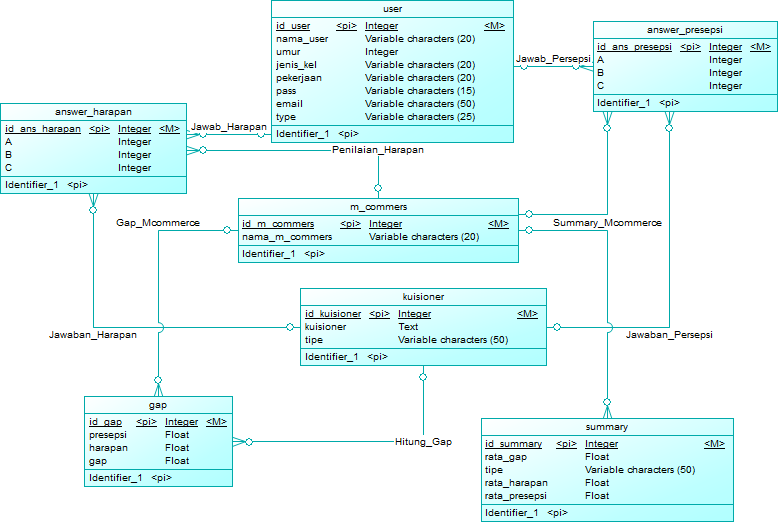 user
id_user <pi> Integer <M>
nama_user Variable characters (20)
umur Integer
jenis_kel Variable characters (20)
pekerjaan Variable characters (20)
pass Variable characters (15)
email Variable characters (50)
type Variable characters (25)
Identifier_1 <pi>
answer_presepsi
id_ans_presepsi <pi> Integer <M>
A Integer
B Integer
C Integer
Identifier_1 <pi>
Jawab_Persepsi
answer_harapan
id_ans_harapan <pi> Integer <M>
A Integer
B Integer
C Integer
Identifier_1 <pi>
Jawab_Harapan
Penilaian_Harapan
m_commers
id_m_commers <pi> Integer <M>
nama_m_commers Variable characters (20)
Identifier_1 <pi>
Gap_Mcommerce
Summary_Mcommerce
kuisioner
id_kuisioner <pi> Integer <M>
kuisioner Text
tipe Variable characters (50)
Identifier_1 <pi>
Jawaban_Harapan
Jawaban_Persepsi
gap
id_gap <pi> Integer <M>
presepsi Float
harapan Float
gap Float
Identifier_1 <pi>
Hitung_Gap
summary
id_summary <pi> Integer <M>
rata_gap Float
tipe Variable characters (50)
rata_harapan Float
rata_presepsi Float
Identifier_1 <pi>